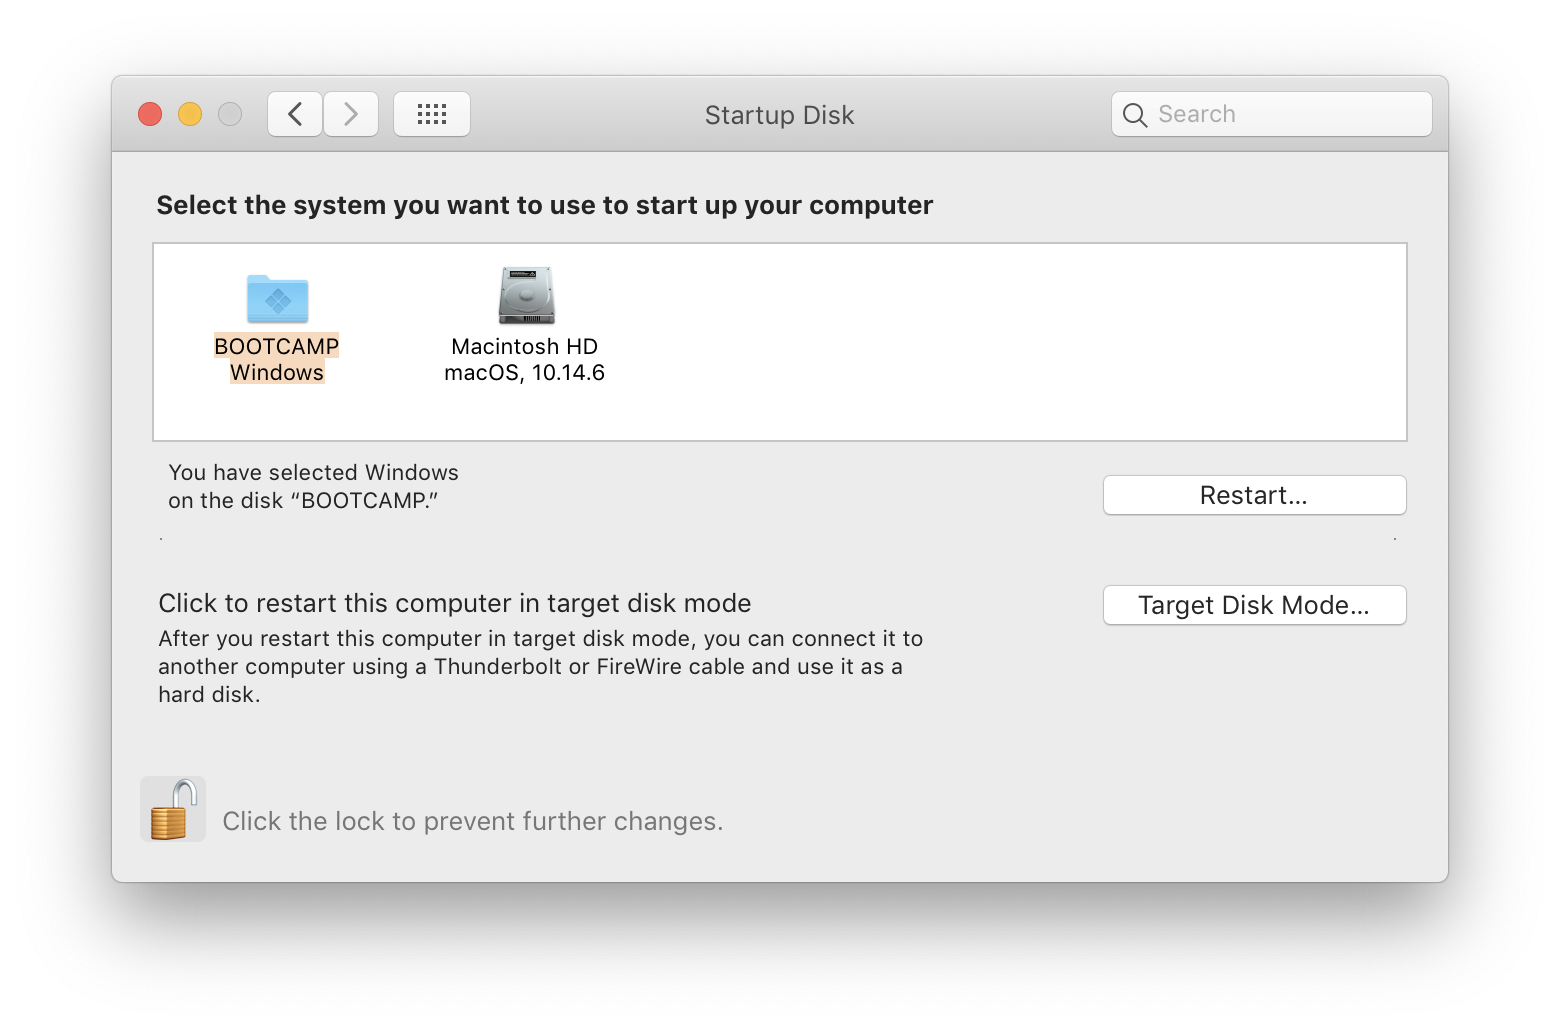 Startup Disk
Search
Select the system you want to use to start up your computer
BOOTCAMP
Windows
Macintosh HD
macOS, 10.14.6
You have selected Windows
on the disk “BOOTCAMP.”
Restart...
Click to restart this computer in target disk mode
Target Disk Mode...
After you restart this computer in target disk mode, you can connect it to
another computer using a Thunderbolt or FireWire cable and use it as a
hard disk.
Click the lock to prevent further changes.